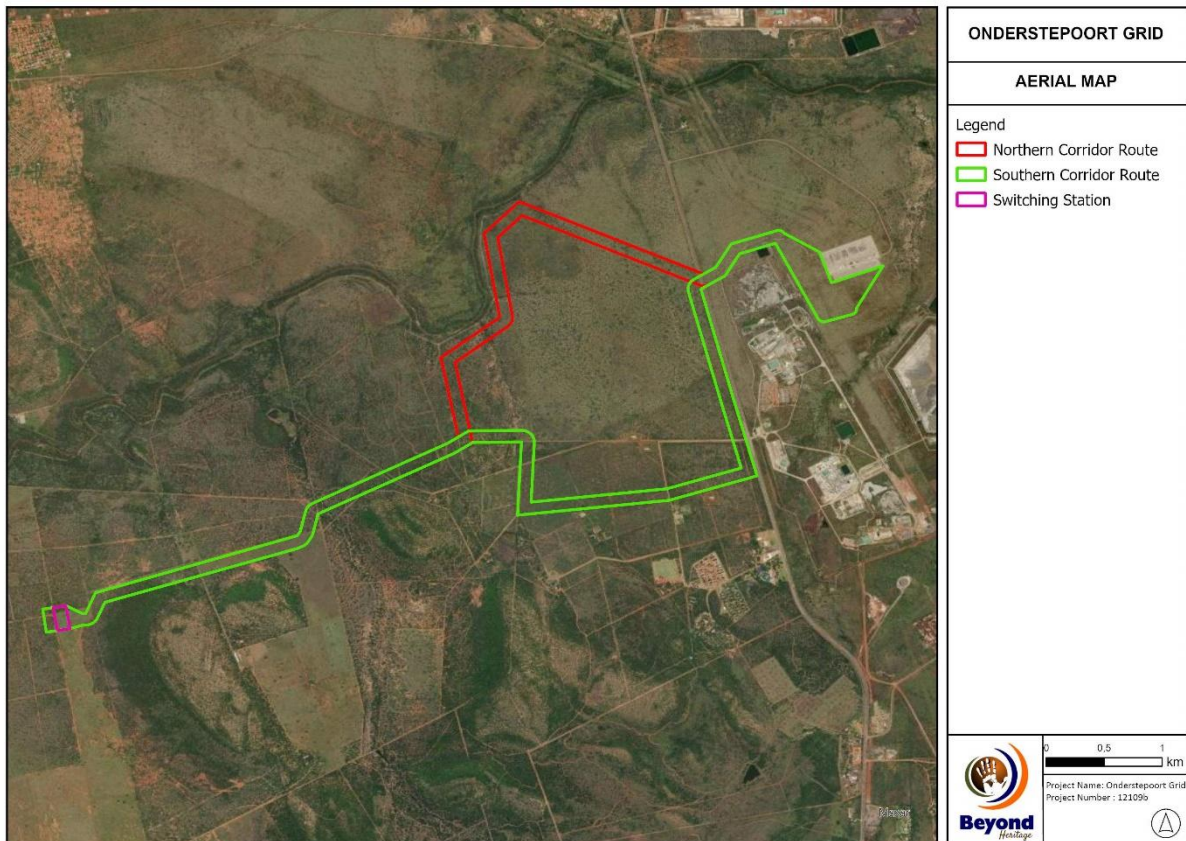 ONDERSTEPOORT GRID
AERIAL MAP
Legend
Northern Corridor Route
Southern Corridor Route
Switching Station
Beyond
Heritage
0 0,5 1
km
Project Name: Onderstepoort Grid
Project Number : 12109b
Maxar